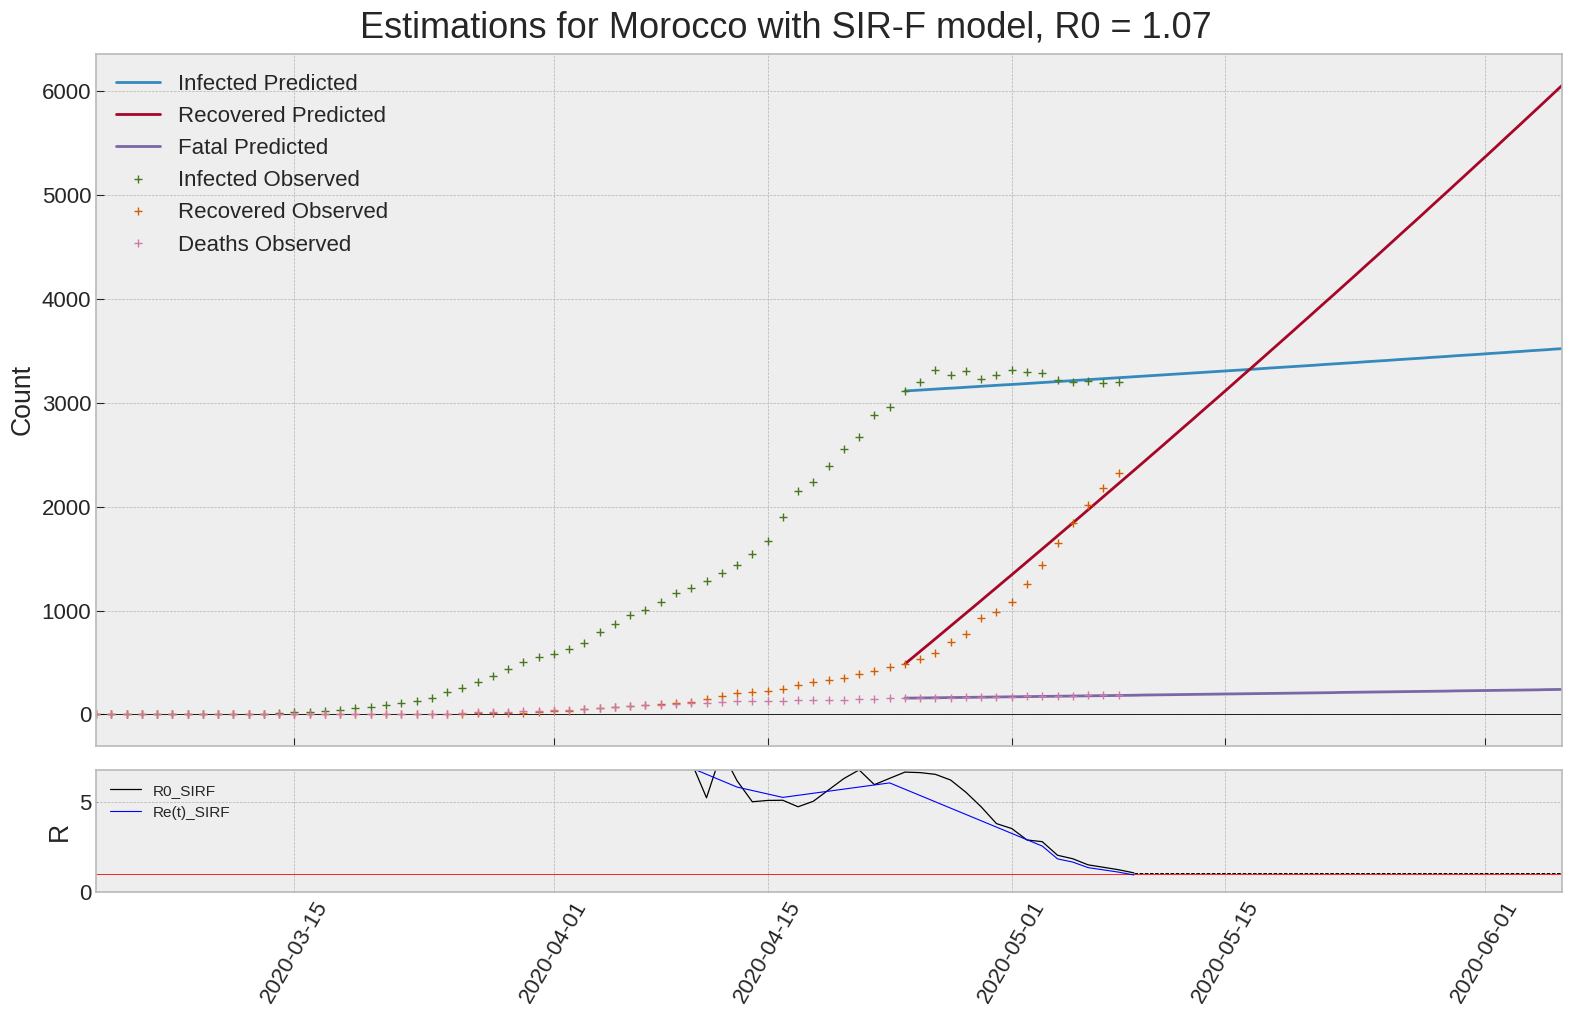 Estimations for Morocco with SIR-F model, R0 = 1.07
Infected Predicted
Recovered Predicted
Fatal Predicted
Infected Observed
Recovered Observed
Deaths Observed
6000
5000
4000
3000
2000
1000
0
Count
R0_SIRF
Re(t)_SIRF
5
0
R
2020-03-15
2020-04-01
2020-04-15
2020-05-01
2020-05-15
2020-06-01